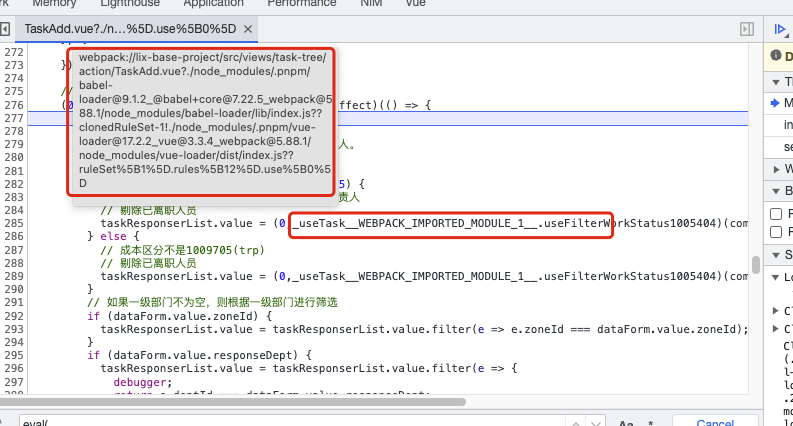 Memory Application Performance NIM Vue
TaskAdd.vue?./n…%5D.use%5B0%5D ×
272
webpack://lix-base-project/src/views/task-tree/
273 })
action/TaskAdd.vue?./node_modules/.pnpm/
274
babel-
275 //
loader@9.1.2_@babel+core@7.22.5_webpack@5
276 (0 ffect)(() => {
.88.1/node_modules/babel-loader/lib/index.js??
277
clonedRuleSet-1!./node_modules/.pnpm/vue-
278
loader@17.2.2_vue@3.3.4_webpack@5.88.1/
279 人。
node_modules/vue-loader/dist/index.js??
280
ruleSet%5B1%5D.rules%5B12%5D.use%5B0%5
281
D
282 5) {
283 责人
284 // 剔除已离职人员
285 taskResponserList.value = (0,_useTask__WEBPACK_IMPORTED_MODULE_1__.useFilterWorkStatus1005404)(com
286 } else {
287 // 成本区分不是1009705(trp)
288 // 剔除已离职人员
289 taskResponserList.value = (0,_useTask__WEBPACK_IMPORTED_MODULE_1__.useFilterWorkStatus1005404)(com
290 }
291 // 如果一级部门不为空，则根据一级部门进行筛选
292 if (dataForm.value.zoneId) {
293 taskResponserList.value = taskResponserList.value.filter(e => e.zoneId === dataForm.value.zoneId);
294 }
295 if (dataForm.value.responseDept) {
296 taskResponserList.value = taskResponserList.value.filter(e => {
297 debugger;
298 return e.deptId === dataForm.value.responseDept;
eval( Aa .* Cancel
D
Th
M
in
se
W
B
F
F
S
Lo
C
C
Cl
(.
l-
lo
.2
mo
lo